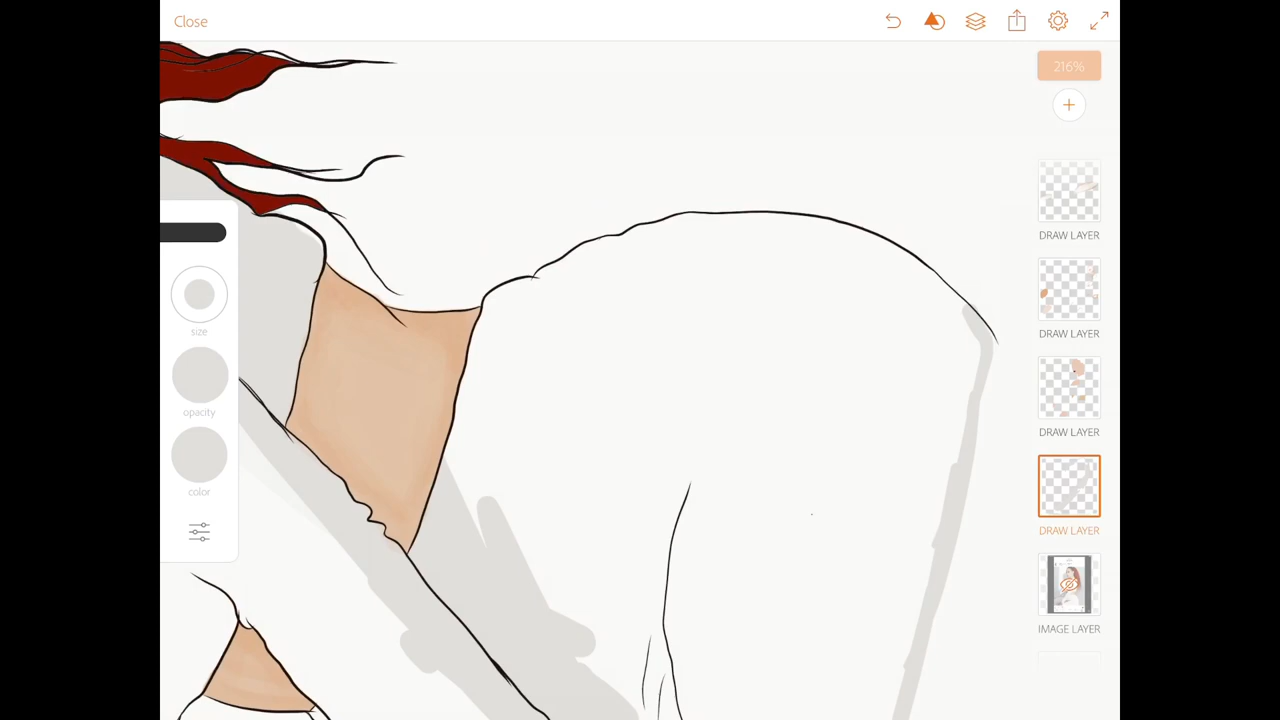 Close
216%
DRAW LAYER
size
DRAW LAYER
opacity
DRAW LAYER
color
DRAW LAYER
IMAGE LAYER